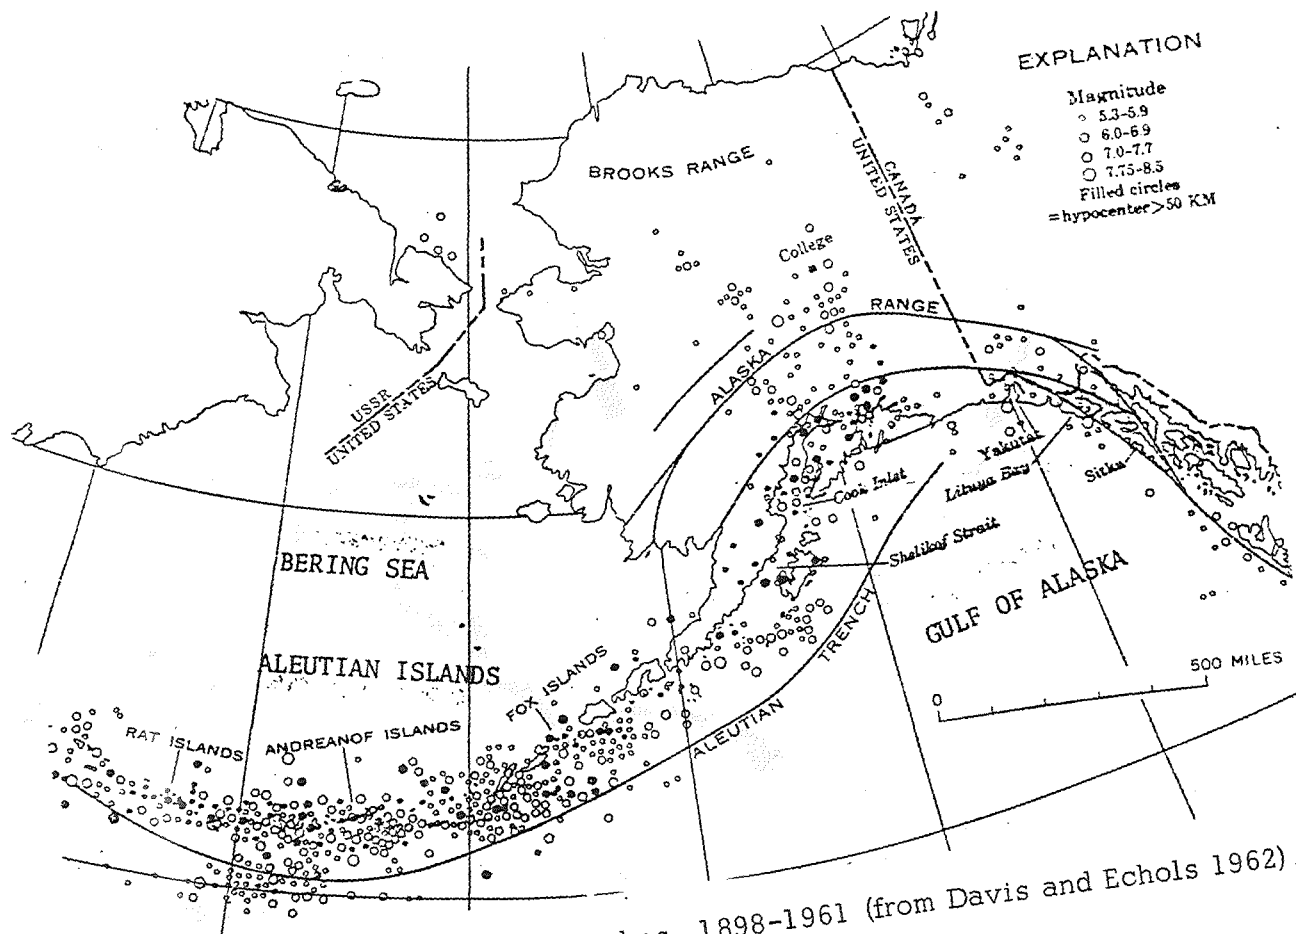 EXPLANATION
Magnitude
5.3-5.9
6.0-6.9
7.0-7.7
7.75-8.5
Filled circles
=hypocenter>50 KM
BROOKS RANGE
CANADA
UNITED STATES
College
RANGE
ALASKA
USSR
UNITED STATES
Yakutat
Lituya Bay
Sitka
Cook Inlet
Shelikof Strait
BERING SEA
GULF OF ALASKA
TRENCH
ALEUTIAN
500 MILES
0
ALEUTIAN ISLANDS
FOX ISLANDS
RAT ISLANDS
ANDREANOF ISLANDS
1898-1961 (from Davis and Echols 1962)